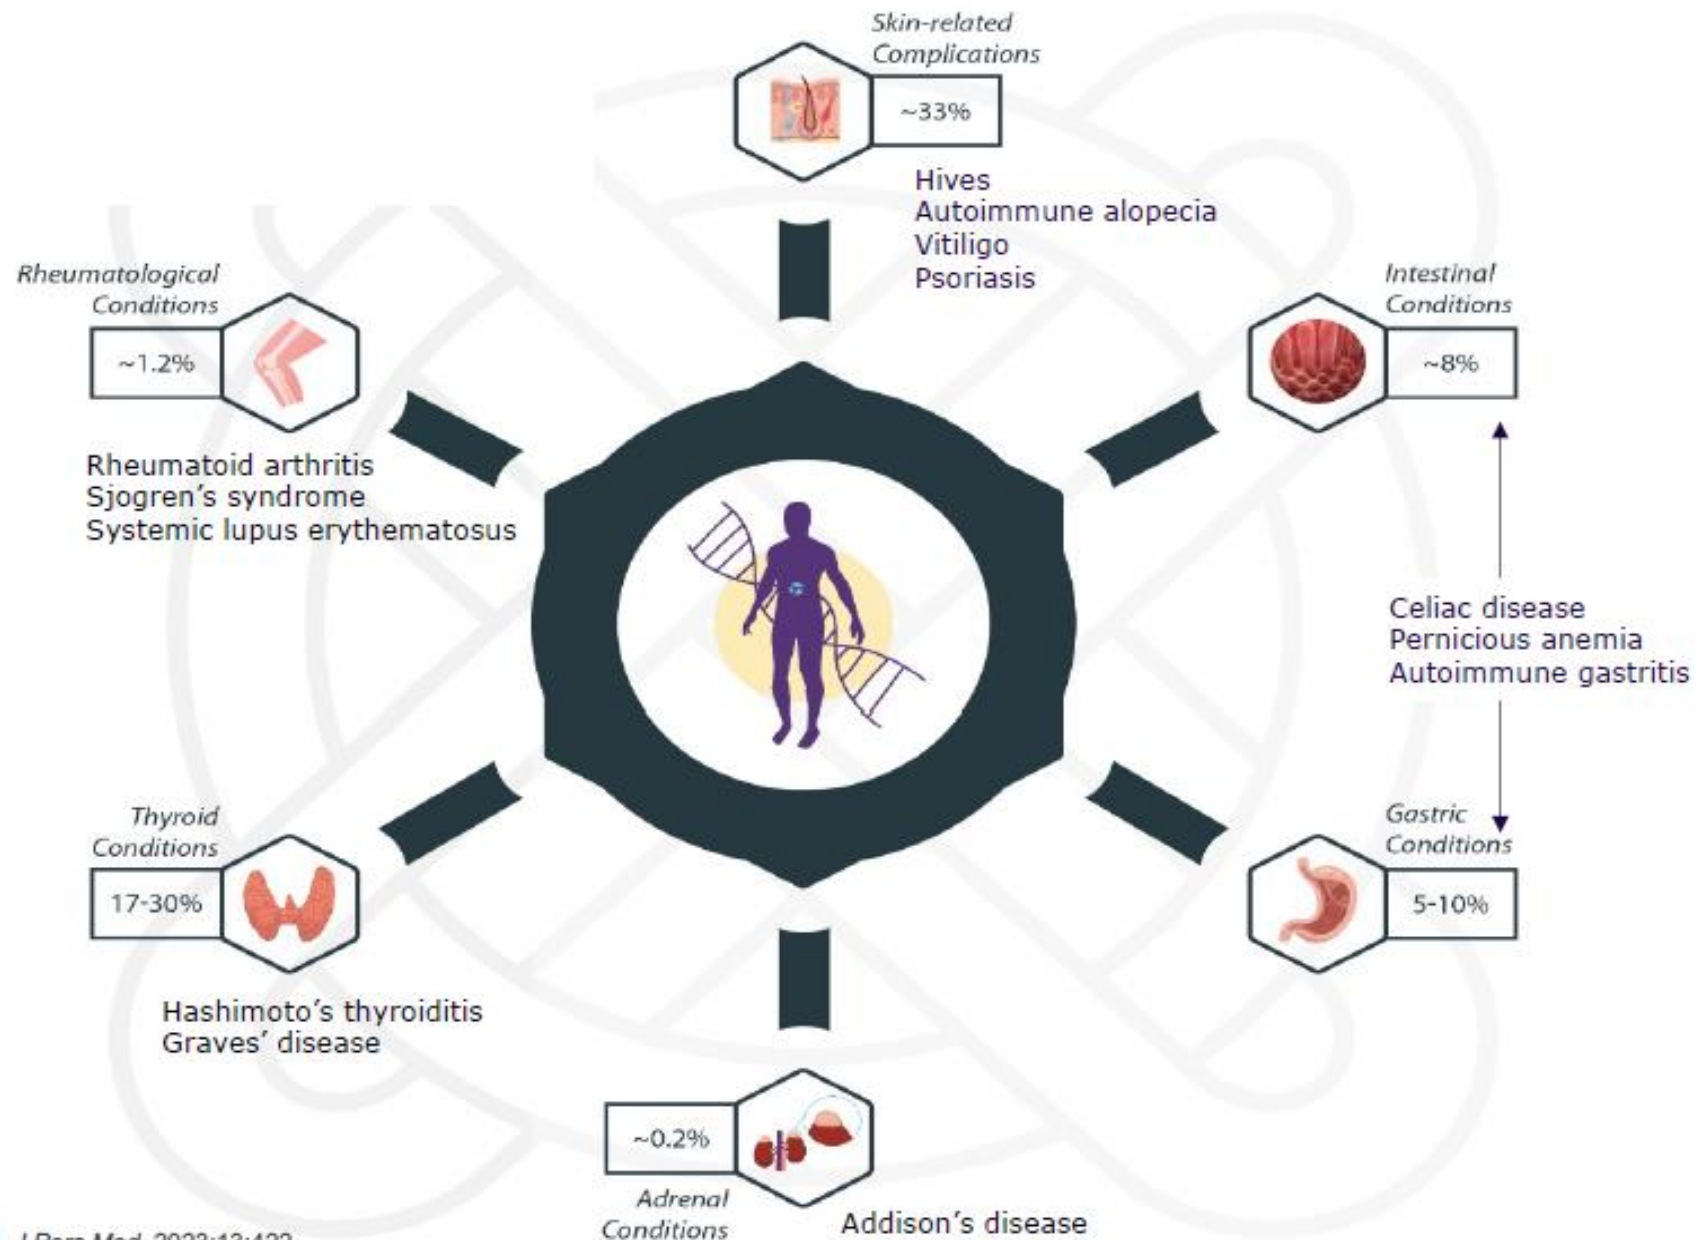 Skin-related
Complications
~33%
Hives
Autoimmune alopecia
Vitiligo
Psoriasis
Rheumatological
Conditions
~1.2%
Rheumatoid arthritis
Sjogren's syndrome
Systemic lupus erythematosus
Intestinal
Conditions
~8%
Celiac disease
Pernicious anemia
Autoimmune gastritis
Thyroid
Conditions
17-30%
Hashimoto's thyroiditis
Graves' disease
Gastric
Conditions
5-10%
~0.2%
Adrenal
Conditions
Addison's disease